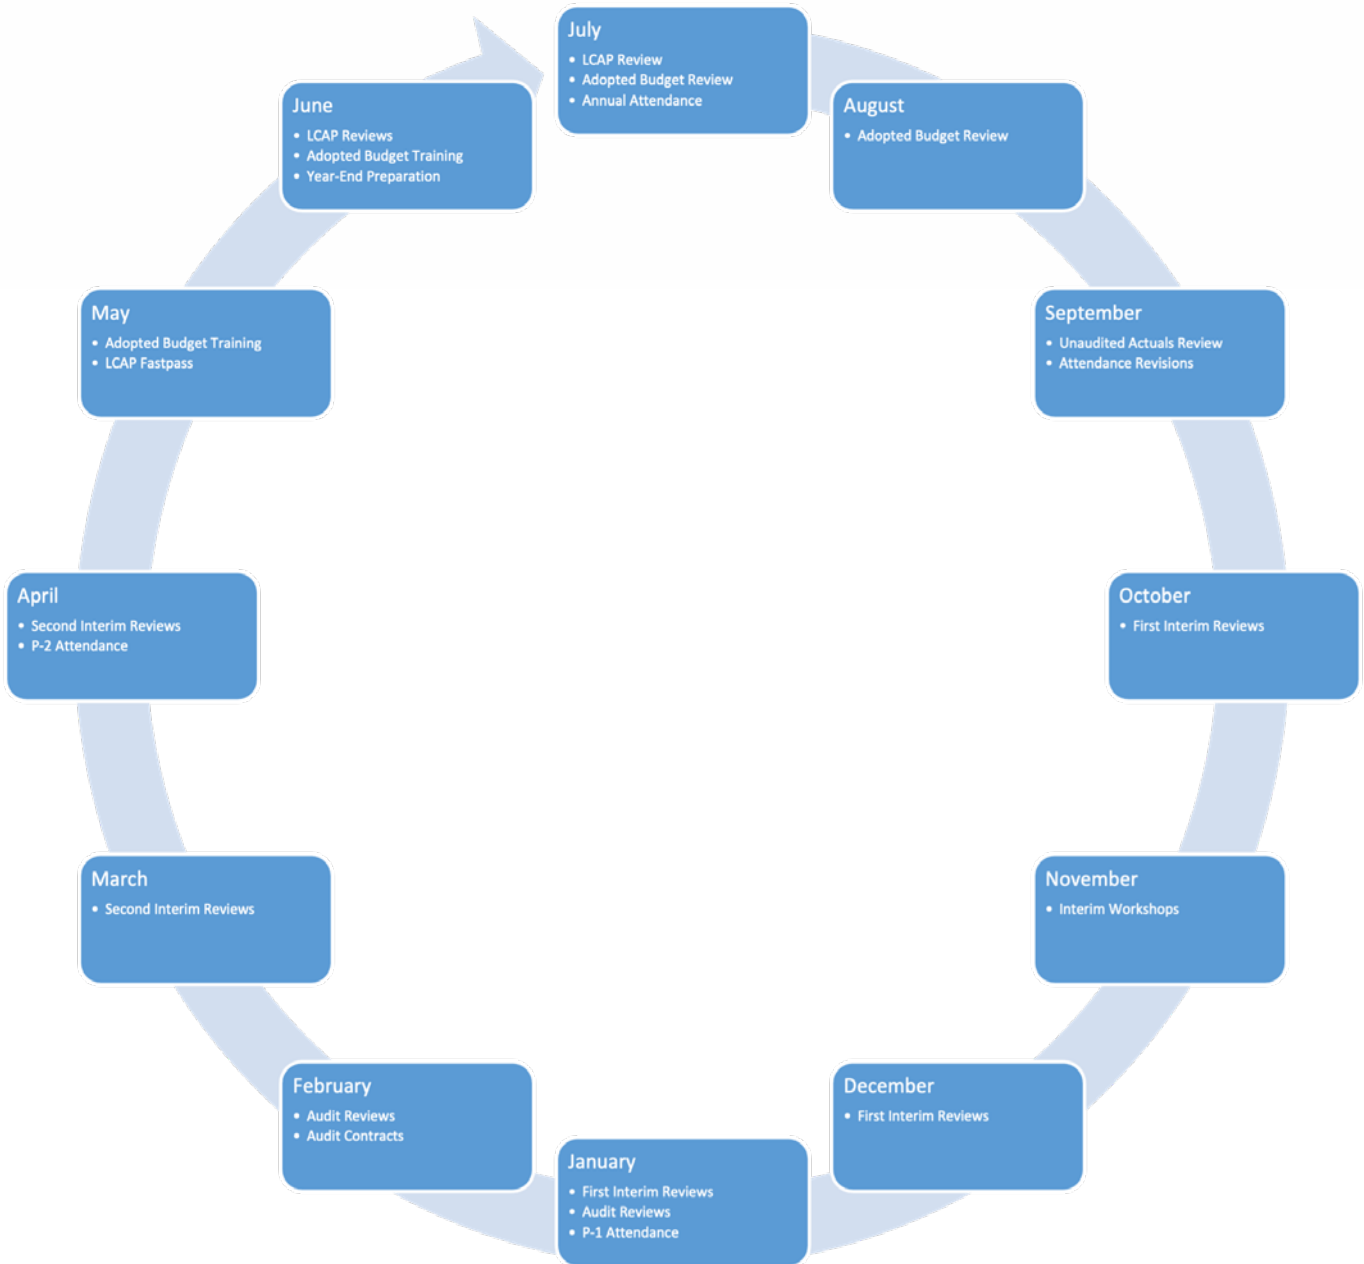 July
• LCAP Review
• Adopted Budget Review
• Annual Attendance
August
• Adopted Budget Review
September
• Unaudited Actuals Review
• Attendance Revisions
October
• First Interim Reviews
November
• Interim Workshops
December
• First Interim Reviews
January
• First Interim Reviews
• Audit Reviews
• P-1 Attendance
February
• Audit Reviews
• Audit Contracts
March
• Second Interim Reviews
April
• Second Interim Reviews
• P-2 Attendance
May
• Adopted Budget Training
• LCAP Fastpass
June
• LCAP Reviews
• Adopted Budget Training
• Year-End Preparation